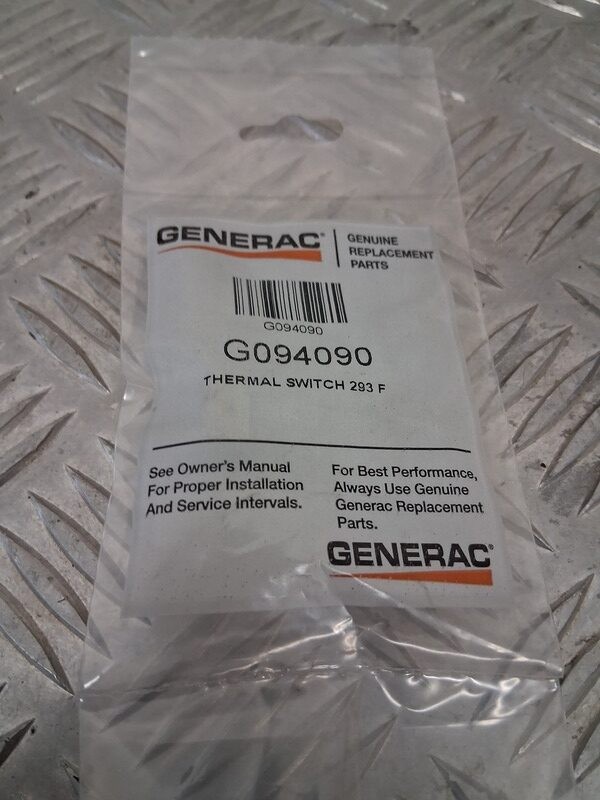 GENERAC®
GENUINE
REPLACEMENT
PARTS
G094090
G094090
THERMAL SWITCH 293 F
See Owner's Manual
For Proper Installation
And Service Intervals.
For Best Performance,
Always Use Genuine
Generac Replacement
Parts.
GENERAC®